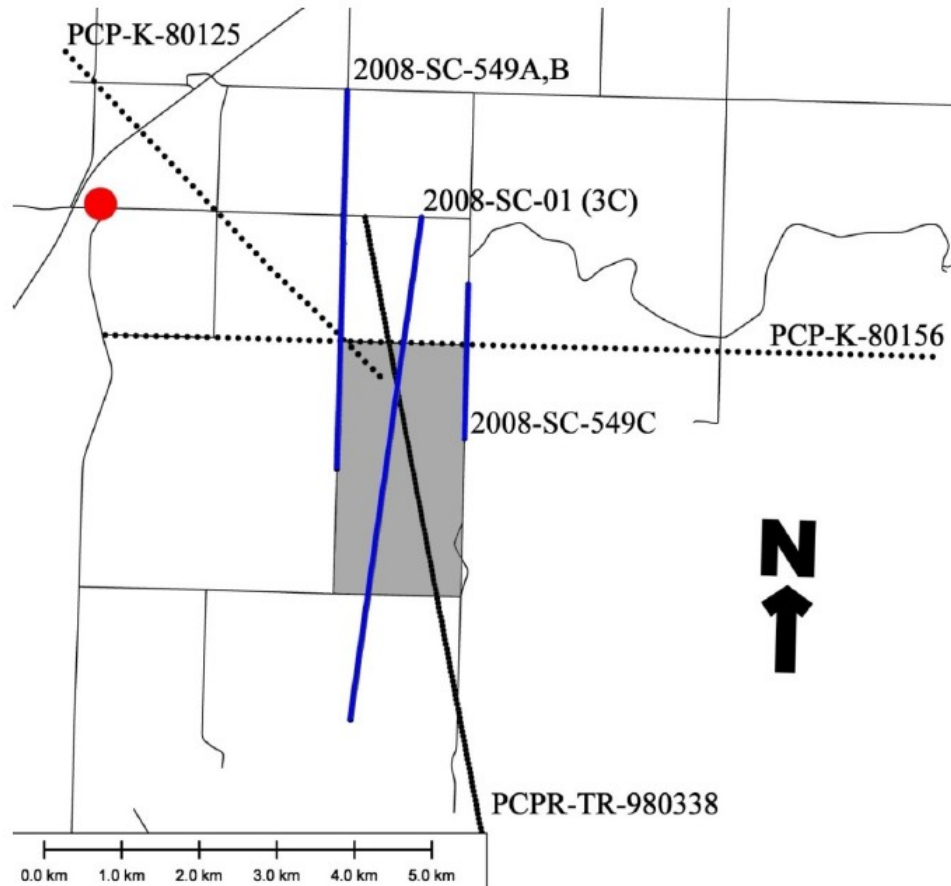 PCP-K-80125
2008-SC-549A,B
2008-SC-01 (3C)
PCP-K-80156
2008-SC-549C
N
PCPR-TR-980338
0.0 km 1.0 km 2.0 km 3.0 km 4.0 km 5.0 km